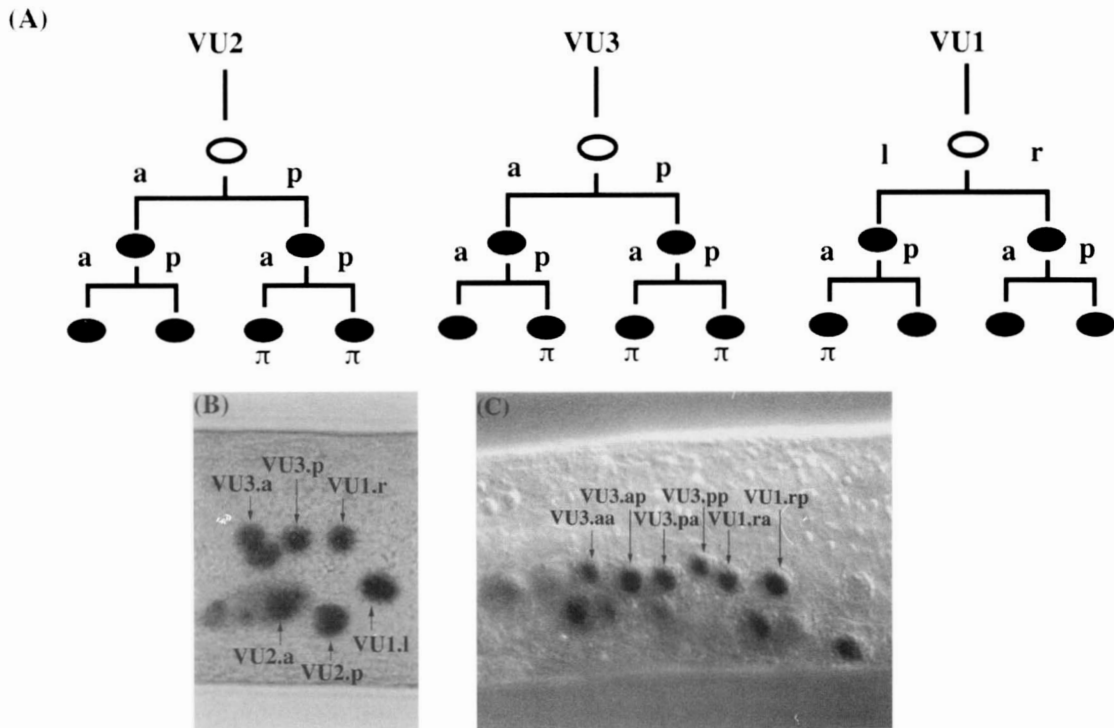 (A)
VU2 VU3 VU1
a p a p l r
a p a p a p a p a p a p
π π π π π π
(B)
VU3.p
VU3.a VU1.r
VU1.l
VU2.a
VU2.p
(C)
VU3.ap VU3.pp VU1.rp
VU3.aa VU3.pa VU1.ra